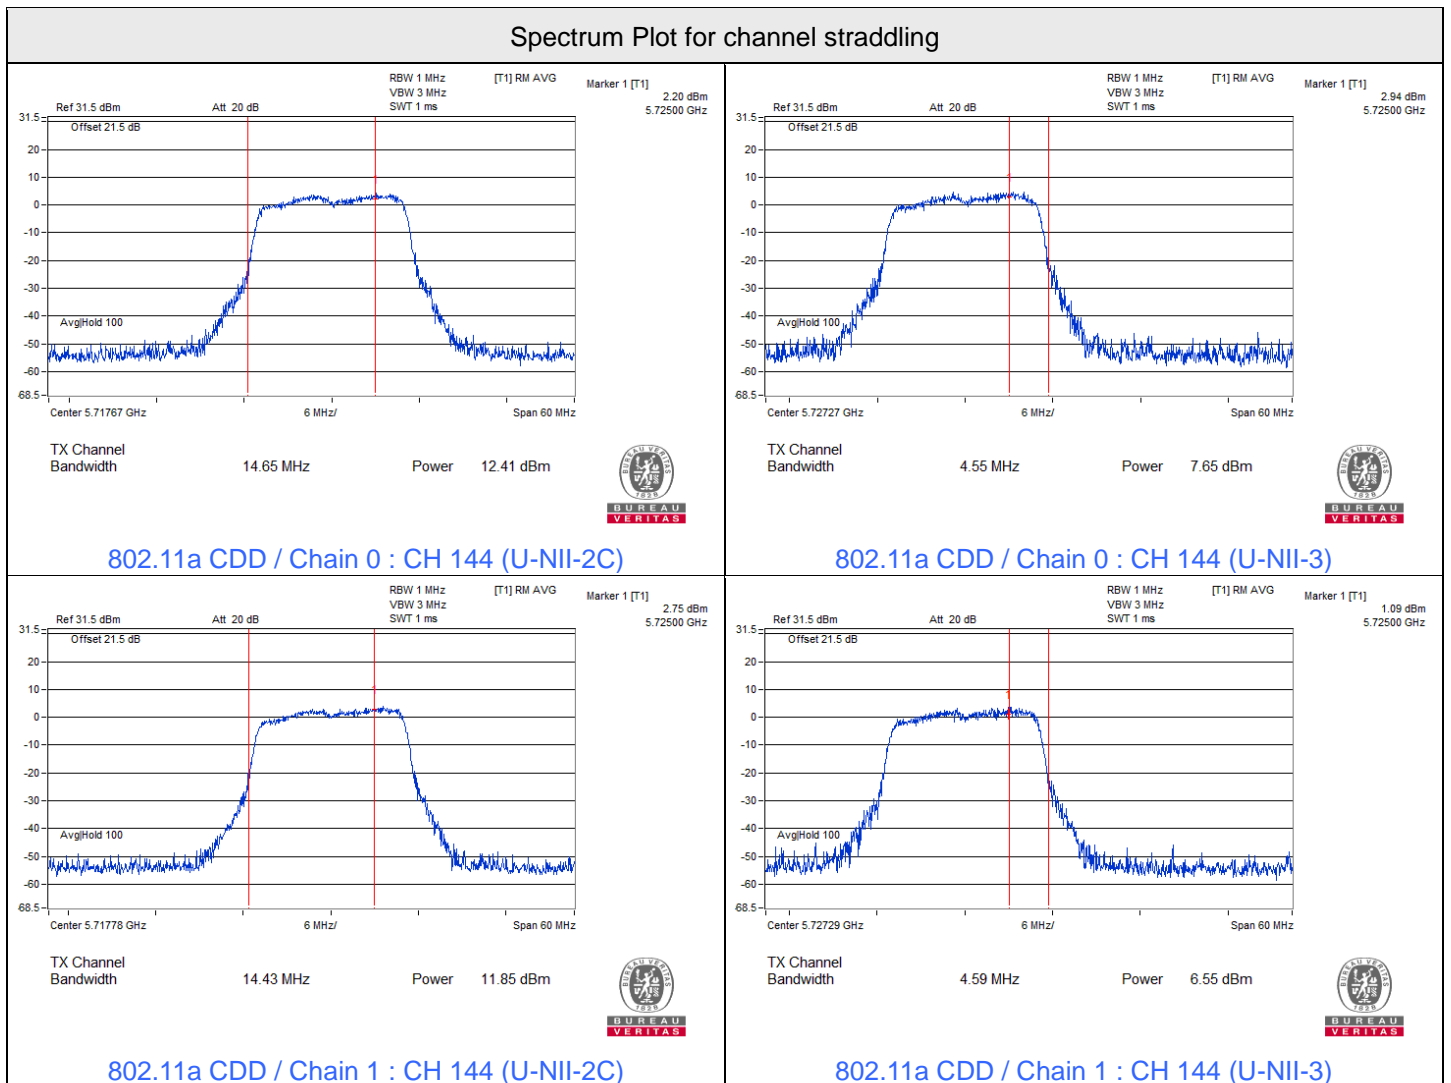 Spectrum Plot for channel straddling
RBW 1 MHz [T1] RM AVG Marker 1 [T1]
VBW 3 MHz 2.20 dBm
Ref 31.5 dBm Att 20 dB SWT 1 ms 5.72500 GHz
31.5
Offset 21.5 dB
20
10
1
0
-10
-20
-30
-40
Avg|Hold 100
-50
-60
-68.5
Center 5.71767 GHz 6 MHz/ Span 60 MHz
TX Channel
Bandwidth 14.65 MHz Power 12.41 dBm
BUREAU VERITAS
1828
BUREAU
VERITAS
802.11a CDD / Chain 0 : CH 144 (U-NII-2C)
RBW 1 MHz [T1] RM AVG Marker 1 [T1]
VBW 3 MHz 2.94 dBm
Ref 31.5 dBm Att 20 dB SWT 1 ms 5.72500 GHz
31.5
Offset 21.5 dB
20
10
1
0
-10
-20
-30
-40
Avg|Hold 100
-50
-60
-68.5
Center 5.72727 GHz 6 MHz/ Span 60 MHz
TX Channel
Bandwidth 4.55 MHz Power 7.65 dBm
BUREAU VERITAS
1828
BUREAU
VERITAS
802.11a CDD / Chain 0 : CH 144 (U-NII-3)
RBW 1 MHz [T1] RM AVG Marker 1 [T1]
VBW 3 MHz 2.75 dBm
Ref 31.5 dBm Att 20 dB SWT 1 ms 5.72500 GHz
31.5
Offset 21.5 dB
20
10
1
0
-10
-20
-30
-40
Avg|Hold 100
-50
-60
-68.5
Center 5.71778 GHz 6 MHz/ Span 60 MHz
TX Channel
Bandwidth 14.43 MHz Power 11.85 dBm
BUREAU VERITAS
1828
BUREAU
VERITAS
802.11a CDD / Chain 1 : CH 144 (U-NII-2C)
RBW 1 MHz [T1] RM AVG Marker 1 [T1]
VBW 3 MHz 1.09 dBm
Ref 31.5 dBm Att 20 dB SWT 1 ms 5.72500 GHz
31.5
Offset 21.5 dB
20
10
1
0
-10
-20
-30
-40
Avg|Hold 100
-50
-60
-68.5
Center 5.72729 GHz 6 MHz/ Span 60 MHz
TX Channel
Bandwidth 4.59 MHz Power 6.55 dBm
BUREAU VERITAS
1828
BUREAU
VERITAS
802.11a CDD / Chain 1 : CH 144 (U-NII-3)